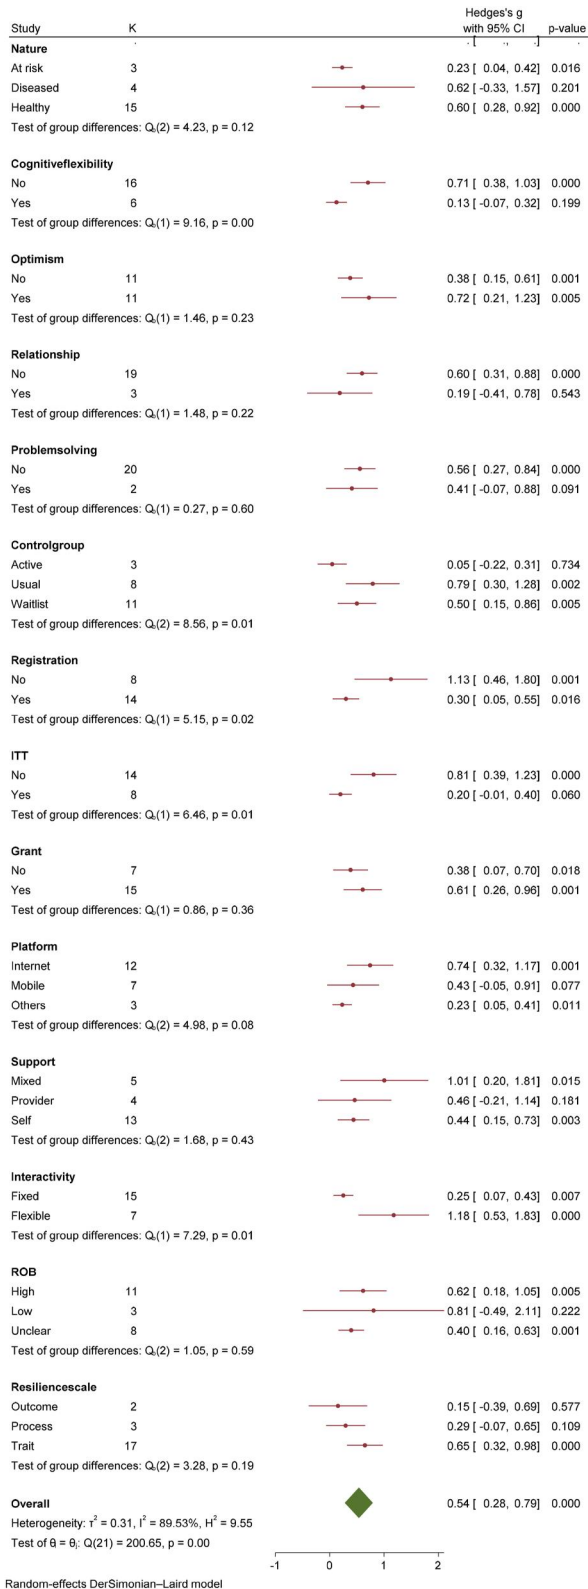 Hedges's g
Study K with 95% CI p-value
Nature
At risk 3 0.23 [ 0.04, 0.42] 0.016
Diseased 4 0.62 [ -0.33, 1.57] 0.201
Healthy 15 0.60 [ 0.28, 0.92] 0.000
Test of group differences: Qb(2) = 4.23, p = 0.12
Cognitiveflexibility
No 16 0.71 [ 0.38, 1.03] 0.000
Yes 6 0.13 [ -0.07, 0.32] 0.199
Test of group differences: Qb(1) = 9.16, p = 0.00
Optimism
No 11 0.38 [ 0.15, 0.61] 0.001
Yes 11 0.72 [ 0.21, 1.23] 0.005
Test of group differences: Qb(1) = 1.46, p = 0.23
Relationship
No 19 0.60 [ 0.31, 0.88] 0.000
Yes 3 0.19 [ -0.41, 0.78] 0.543
Test of group differences: Qb(1) = 1.48, p = 0.22
Problemsolving
No 20 0.56 [ 0.27, 0.84] 0.000
Yes 2 0.41 [ -0.07, 0.88] 0.091
Test of group differences: Qb(1) = 0.27, p = 0.60
Controlgroup
Active 3 0.05 [ -0.22, 0.31] 0.734
Usual 8 0.79 [ 0.30, 1.28] 0.002
Waitlist 11 0.50 [ 0.15, 0.86] 0.005
Test of group differences: Qb(2) = 8.56, p = 0.01
Registration
No 8 1.13 [ 0.46, 1.80] 0.001
Yes 14 0.30 [ 0.05, 0.55] 0.016
Test of group differences: Qb(1) = 5.15, p = 0.02
ITT
No 14 0.81 [ 0.39, 1.23] 0.000
Yes 8 0.20 [ -0.01, 0.40] 0.060
Test of group differences: Qb(1) = 6.46, p = 0.01
Grant
No 7 0.38 [ 0.07, 0.70] 0.018
Yes 15 0.61 [ 0.26, 0.96] 0.001
Test of group differences: Qb(1) = 0.86, p = 0.36
Platform
Internet 12 0.74 [ 0.32, 1.17] 0.001
Mobile 7 0.43 [ -0.05, 0.91] 0.077
Others 3 0.23 [ 0.05, 0.41] 0.011
Test of group differences: Qb(2) = 4.98, p = 0.08
Support
Mixed 5 1.01 [ 0.20, 1.81] 0.015
Provider 4 0.46 [ -0.21, 1.14] 0.181
Self 13 0.44 [ 0.15, 0.73] 0.003
Test of group differences: Qb(2) = 1.68, p = 0.43
Interactivity
Fixed 15 0.25 [ 0.07, 0.43] 0.007
Flexible 7 1.18 [ 0.53, 1.83] 0.000
Test of group differences: Qb(1) = 7.29, p = 0.01
ROB
High 11 0.62 [ 0.18, 1.05] 0.005
Low 3 0.81 [ -0.49, 2.11] 0.222
Unclear 8 0.40 [ 0.16, 0.63] 0.001
Test of group differences: Qb(2) = 1.05, p = 0.59
Resiliencescale
Outcome 2 0.15 [ -0.39, 0.69] 0.577
Process 3 0.29 [ -0.07, 0.65] 0.109
Trait 17 0.65 [ 0.32, 0.98] 0.000
Test of group differences: Qb(2) = 3.28, p = 0.19
Overall 0.54 [ 0.28, 0.79] 0.000
Heterogeneity: τ² = 0.31, I² = 89.53%, H² = 9.55
Test of θi = θj: Q(21) = 200.65, p = 0.00
-1 0 1 2
Random-effects DerSimonian–Laird model